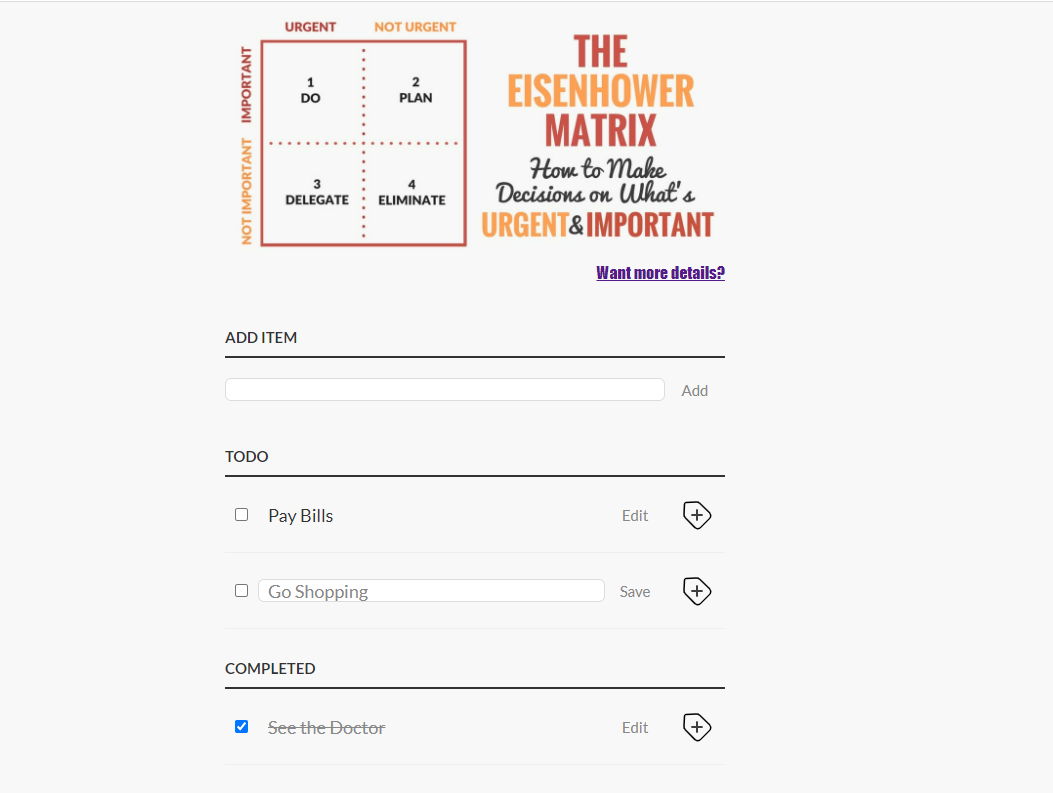 URGENT NOT URGENT
IMPORTANT
1
DO
2
PLAN
NOT IMPORTANT
3
DELEGATE
4
ELIMINATE
THE
EISENHOWER
MATRIX
How to Make
Decisions on What's
URGENT&IMPORTANT
Want more details?
ADD ITEM
Add
TODO
Pay Bills Edit
Go Shopping Save
COMPLETED
See the Doctor Edit